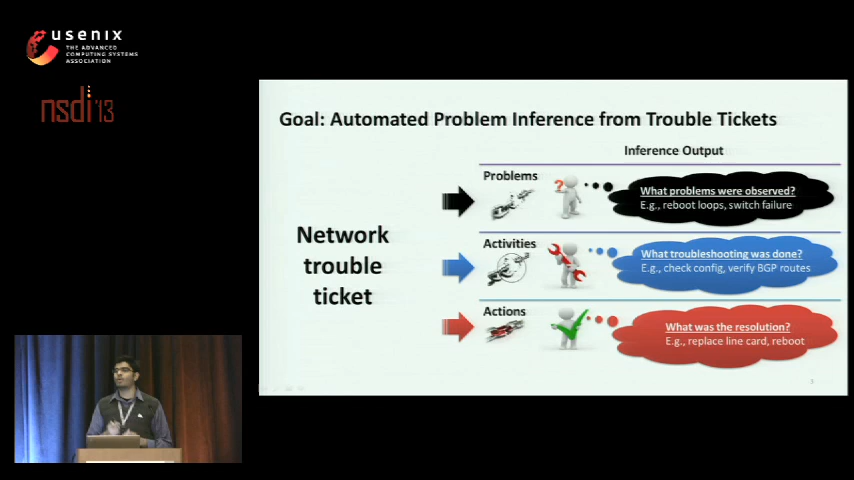 usenix
THE ADVANCED
COMPUTING SYSTEMS
ASSOCIATION
nsdi'13
Goal: Automated Problem Inference from Trouble Tickets
Inference Output
Network
trouble
ticket
Problems
?
What problems were observed?
E.g., reboot loops, switch failure
Activities
What troubleshooting was done?
E.g., check config, verify BGP routes
Actions
What was the resolution?
E.g., replace line card, reboot